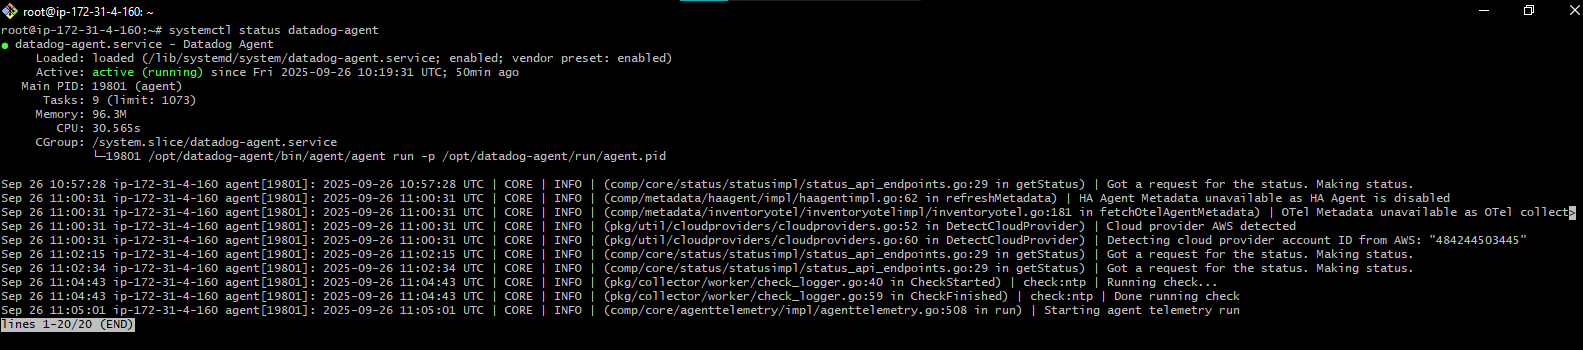 root@ip-172-31-4-160: ~
root@ip-172-31-4-160:~# systemctl status datadog-agent
● datadog-agent.service - Datadog Agent
     Loaded: loaded (/lib/systemd/system/datadog-agent.service; enabled; vendor preset: enabled)
     Active: active (running) since Fri 2025-09-26 10:19:31 UTC; 50min ago
   Main PID: 19801 (agent)
      Tasks: 9 (limit: 1073)
     Memory: 96.3M
        CPU: 30.565s
     CGroup: /system.slice/datadog-agent.service
             └─19801 /opt/datadog-agent/bin/agent/agent run -p /opt/datadog-agent/run/agent.pid
Sep 26 10:57:28 ip-172-31-4-160 agent[19801]: 2025-09-26 10:57:28 UTC | CORE | INFO | (comp/core/status/statusimpl/status_api_endpoints.go:29 in getStatus) | Got a request for the status. Making status.
Sep 26 11:00:31 ip-172-31-4-160 agent[19801]: 2025-09-26 11:00:31 UTC | CORE | INFO | (comp/metadata/haagent/impl/haagentimpl.go:62 in refreshMetadata) | HA Agent Metadata unavailable as HA Agent is disabled
Sep 26 11:00:31 ip-172-31-4-160 agent[19801]: 2025-09-26 11:00:31 UTC | CORE | INFO | (comp/metadata/inventoryotel/inventoryotelimpl/inventoryotel.go:181 in fetchOtelAgentMetadata) | OTel Metadata unavailable as OTel collect>
Sep 26 11:00:31 ip-172-31-4-160 agent[19801]: 2025-09-26 11:00:31 UTC | CORE | INFO | (pkg/util/cloudproviders/cloudproviders.go:52 in DetectCloudProvider) | Cloud provider AWS detected
Sep 26 11:00:31 ip-172-31-4-160 agent[19801]: 2025-09-26 11:00:31 UTC | CORE | INFO | (pkg/util/cloudproviders/cloudproviders.go:60 in DetectCloudProvider) | Detecting cloud provider account ID from AWS: "484244503445"
Sep 26 11:02:15 ip-172-31-4-160 agent[19801]: 2025-09-26 11:02:15 UTC | CORE | INFO | (comp/core/status/statusimpl/status_api_endpoints.go:29 in getStatus) | Got a request for the status. Making status.
Sep 26 11:02:34 ip-172-31-4-160 agent[19801]: 2025-09-26 11:02:34 UTC | CORE | INFO | (comp/core/status/statusimpl/status_api_endpoints.go:29 in getStatus) | Got a request for the status. Making status.
Sep 26 11:04:43 ip-172-31-4-160 agent[19801]: 2025-09-26 11:04:43 UTC | CORE | INFO | (pkg/collector/worker/check_logger.go:40 in CheckStarted) | check:ntp | Running check...
Sep 26 11:04:43 ip-172-31-4-160 agent[19801]: 2025-09-26 11:04:43 UTC | CORE | INFO | (pkg/collector/worker/check_logger.go:59 in CheckFinished) | check:ntp | Done running check
Sep 26 11:05:01 ip-172-31-4-160 agent[19801]: 2025-09-26 11:05:01 UTC | CORE | INFO | (comp/core/agenttelemetry/impl/agenttelemetry.go:508 in run) | Starting agent telemetry run
lines 1-20/20 (END)